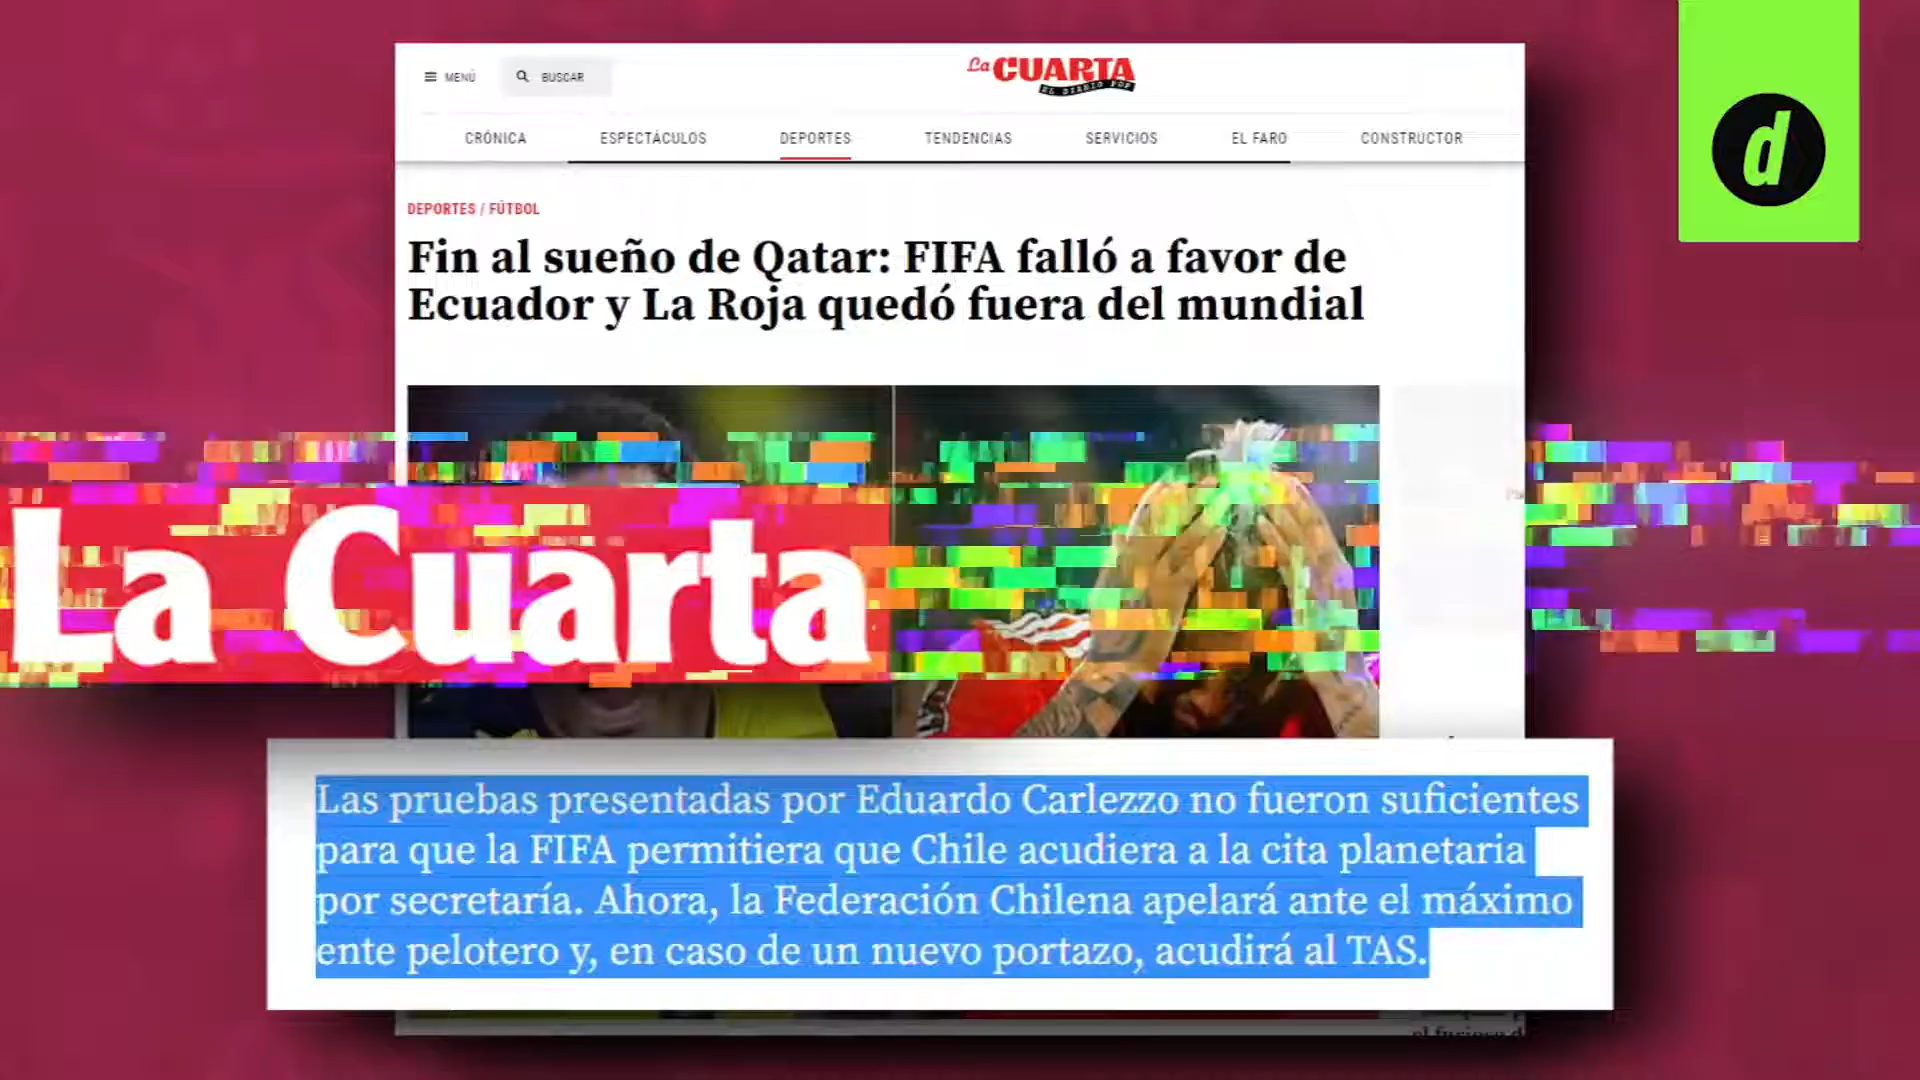 MENÚ
BUSCAR
La CUARTA
EL DIARIO POP
CRÓNICA
ESPECTÁCULOS
DEPORTES
TENDENCIAS
SERVICIOS
EL FARO
CONSTRUCTOR
DEPORTES / FÚTBOL
Fin al sueño de Qatar: FIFA falló a favor de
Ecuador y La Roja quedó fuera del mundial
d
La Cuarta
Las pruebas presentadas por Eduardo Carlezzo no fueron suficientes
para que la FIFA permitiera que Chile acudiera a la cita planetaria
por secretaría. Ahora, la Federación Chilena apelará ante el máximo
ente pelotero y, en caso de un nuevo portazo, acudirá al TAS.